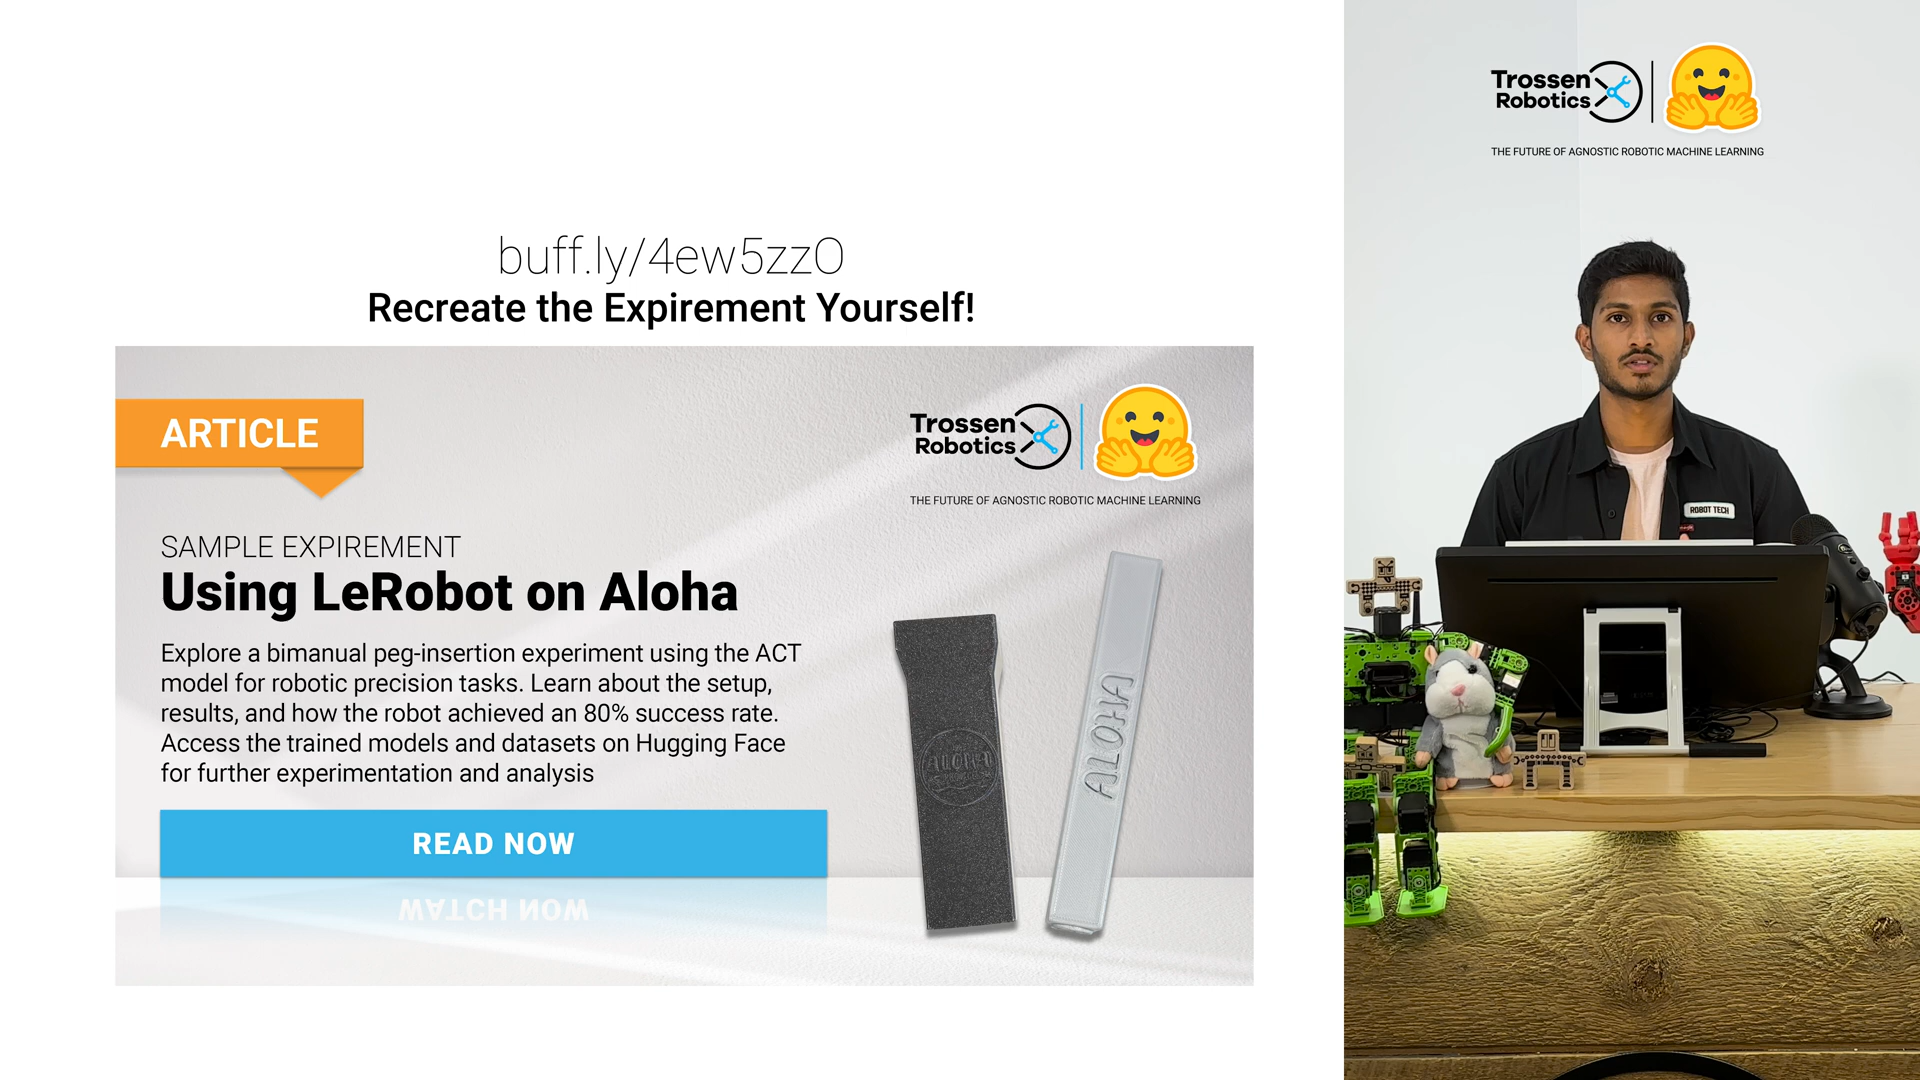 buff.ly/4ew5zzO
Recreate the Expirement Yourself!
ARTICLE
Trossen
Robotics
THE FUTURE OF AGNOSTIC ROBOTIC MACHINE LEARNING
SAMPLE EXPIREMENT
Using LeRobot on Aloha
Explore a bimanual peg-insertion experiment using the ACT
model for robotic precision tasks. Learn about the setup,
results, and how the robot achieved an 80% success rate.
Access the trained models and datasets on Hugging Face
for further experimentation and analysis
READ NOW
WATCH NOW
ALOHA
ALOHA
Trossen
Robotics
THE FUTURE OF AGNOSTIC ROBOTIC MACHINE LEARNING
ROBOT TECH